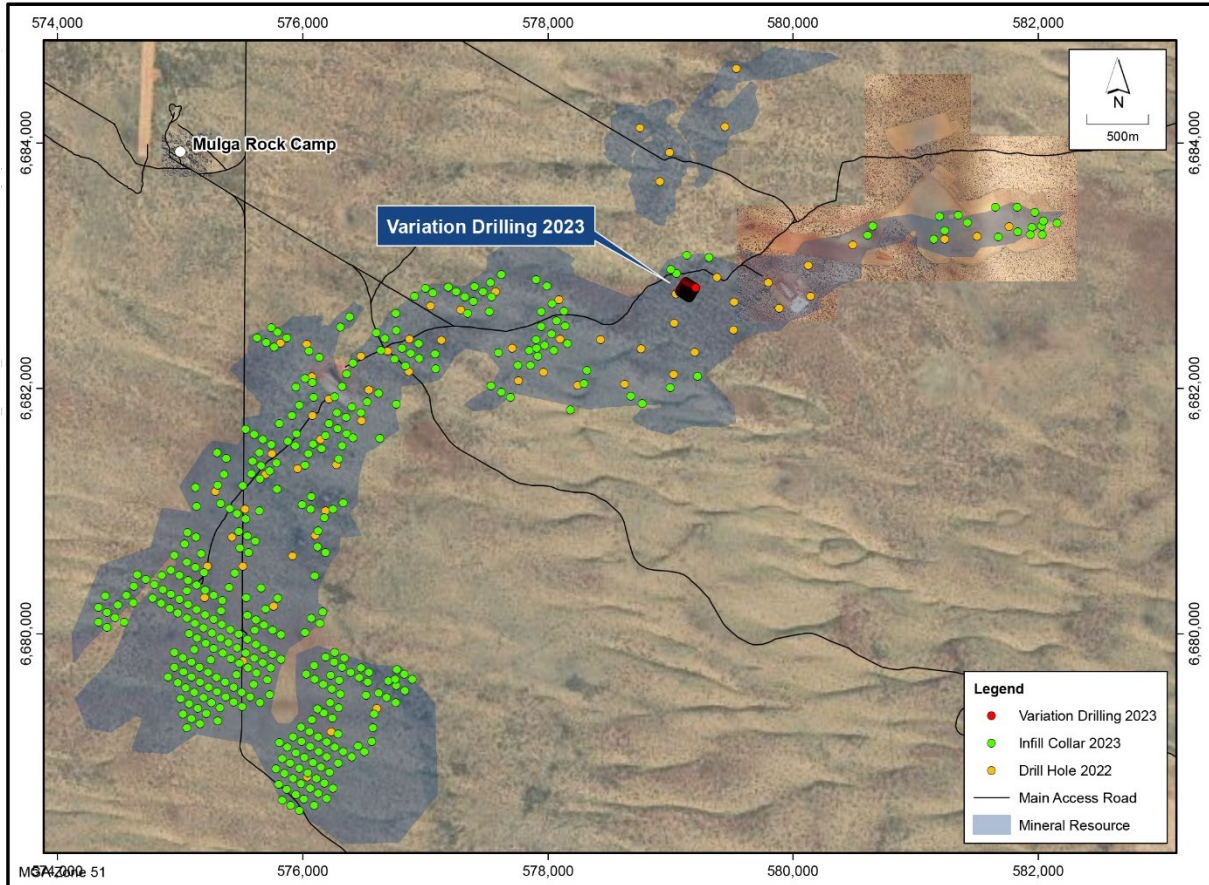 574,000 576,000 578,000 580,000 582,000
N
500m
6,684,000 6,684,000
Mulga Rock Camp
Variation Drilling 2023
6,682,000 6,682,000
6,680,000 6,680,000
Legend
Variation Drilling 2023
Infill Collar 2023
Drill Hole 2022
Main Access Road
Mineral Resource
574,000 576,000 578,000 580,000 582,000
MGA Zone 51